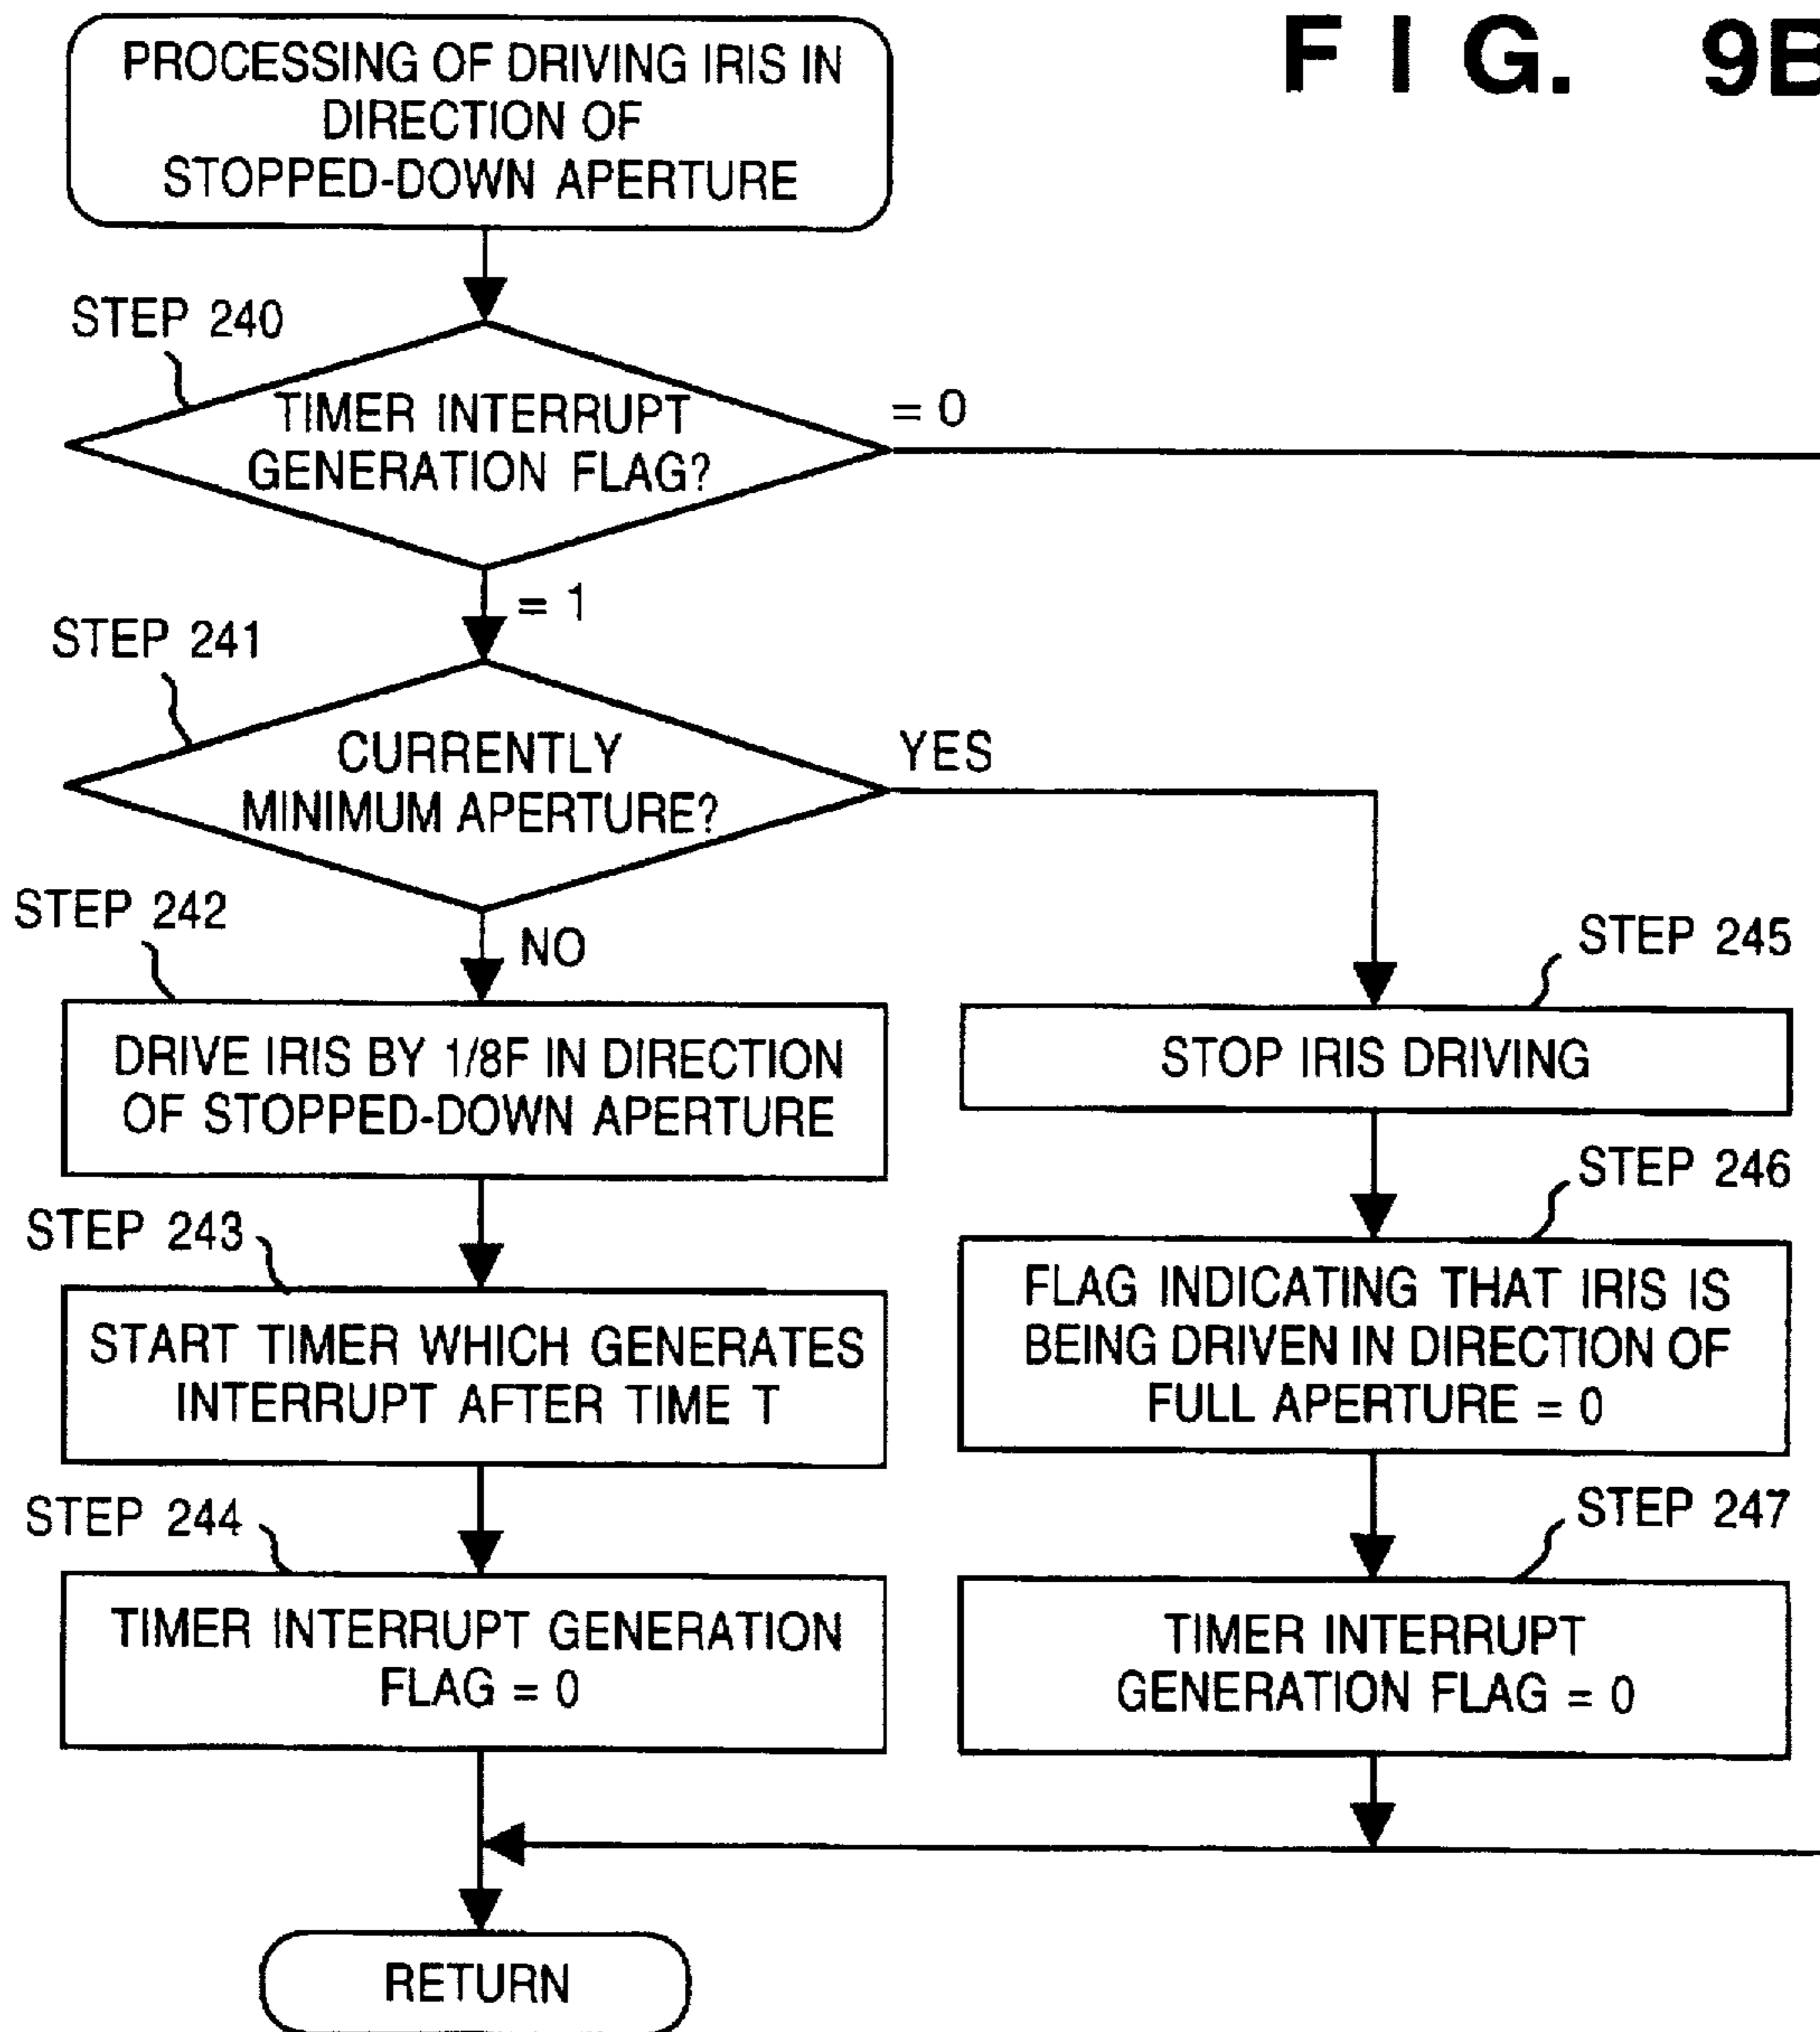 F I G. 9B
PROCESSING OF DRIVING IRIS IN
DIRECTION OF
STOPPED-DOWN APERTURE
STEP 240
TIMER INTERRUPT
GENERATION FLAG?
= 0
= 1
STEP 241
CURRENTLY
MINIMUM APERTURE?
YES
NO
STEP 242
DRIVE IRIS BY 1/8F IN DIRECTION
OF STOPPED-DOWN APERTURE
STEP 243
START TIMER WHICH GENERATES
INTERRUPT AFTER TIME T
STEP 244
TIMER INTERRUPT GENERATION
FLAG = 0
STEP 245
STOP IRIS DRIVING
STEP 246
FLAG INDICATING THAT IRIS IS
BEING DRIVEN IN DIRECTION OF
FULL APERTURE = 0
STEP 247
TIMER INTERRUPT
GENERATION FLAG = 0
RETURN